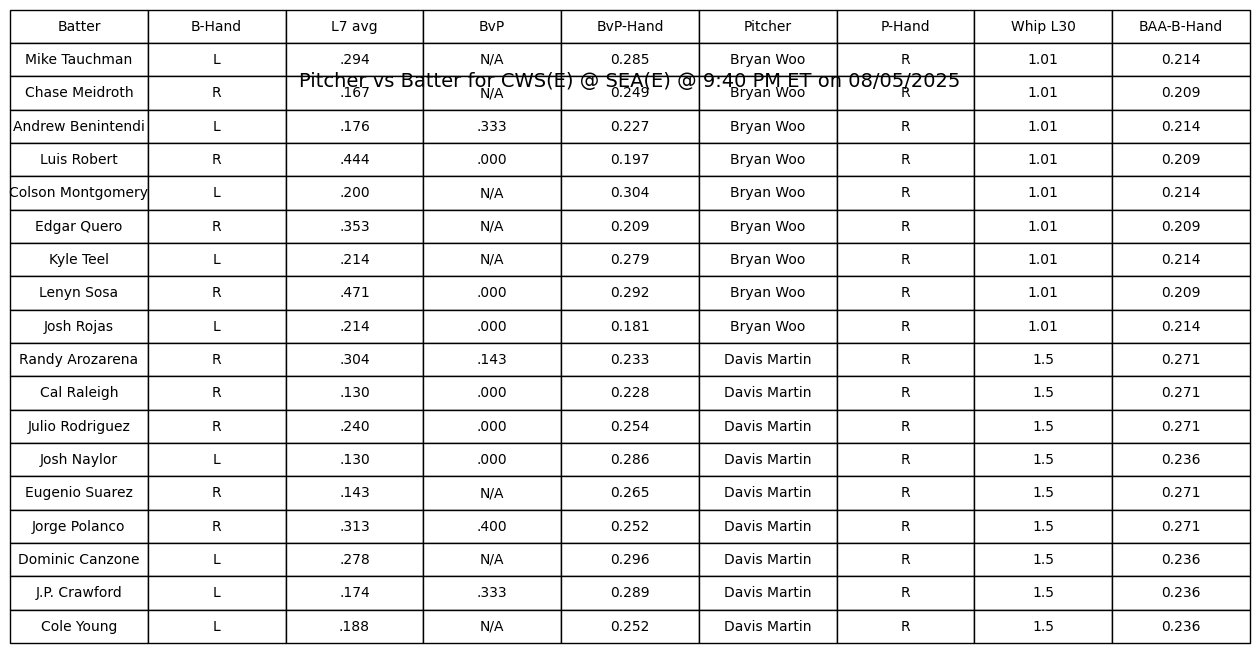 Batter B-Hand L7 avg BvP BvP-Hand Pitcher P-Hand Whip L30 BAA-B-Hand
Mike Tauchman L .294 N/A 0.285 Bryan Woo R 1.01 0.214
Pitcher vs Batter for CWS(E) @ SEA(E) @ 9:40 PM ET on 08/05/2025
Chase Meidroth R .167 N/A 0.249 Bryan Woo R 1.01 0.209
Andrew Benintendi L .176 .333 0.227 Bryan Woo R 1.01 0.214
Luis Robert R .444 .000 0.197 Bryan Woo R 1.01 0.209
Colson Montgomery L .200 N/A 0.304 Bryan Woo R 1.01 0.214
Edgar Quero R .353 N/A 0.209 Bryan Woo R 1.01 0.209
Kyle Teel L .214 N/A 0.279 Bryan Woo R 1.01 0.214
Lenyn Sosa R .471 .000 0.292 Bryan Woo R 1.01 0.209
Josh Rojas L .214 .000 0.181 Bryan Woo R 1.01 0.214
Randy Arozarena R .304 .143 0.233 Davis Martin R 1.5 0.271
Cal Raleigh R .130 .000 0.228 Davis Martin R 1.5 0.271
Julio Rodriguez R .240 .000 0.254 Davis Martin R 1.5 0.271
Josh Naylor L .130 .000 0.286 Davis Martin R 1.5 0.236
Eugenio Suarez R .143 N/A 0.265 Davis Martin R 1.5 0.271
Jorge Polanco R .313 .400 0.252 Davis Martin R 1.5 0.271
Dominic Canzone L .278 N/A 0.296 Davis Martin R 1.5 0.236
J.P. Crawford L .174 .333 0.289 Davis Martin R 1.5 0.236
Cole Young L .188 N/A 0.252 Davis Martin R 1.5 0.236